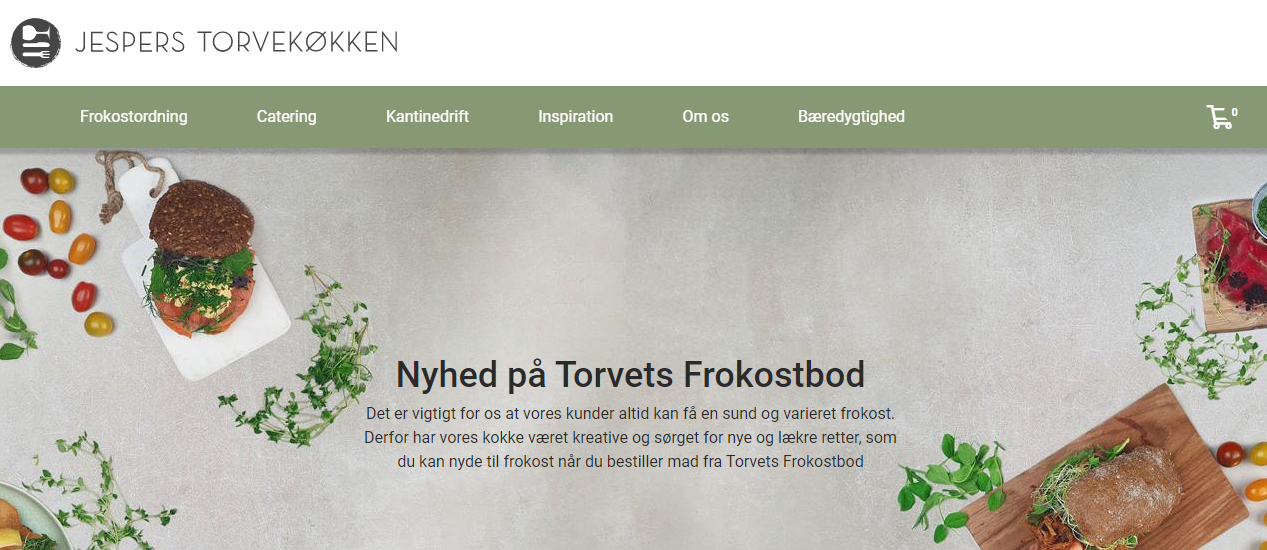 JESPERS TORVEKØKKEN
Frokostordning Catering Kantinedrift Inspiration Om os Bæredygtighed 0
Nyhed på Torvets Frokostbod
Det er vigtigt for os at vores kunder altid kan få en sund og varieret frokost.
Derfor har vores kokke været kreative og sørget for nye og lækre retter, som
du kan nyde til frokost når du bestiller mad fra Torvets Frokostbod